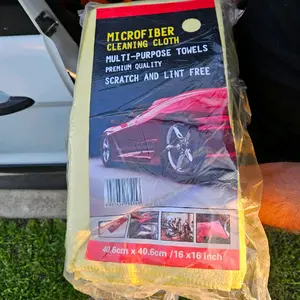 MICROFIBER
CLEANING CLOTH
MULTI-PURPOSE TOWELS
PREMIUM QUALITY
SCRATCH AND LINT FREE
40.6cm x 40.6cm /16 x16 inch